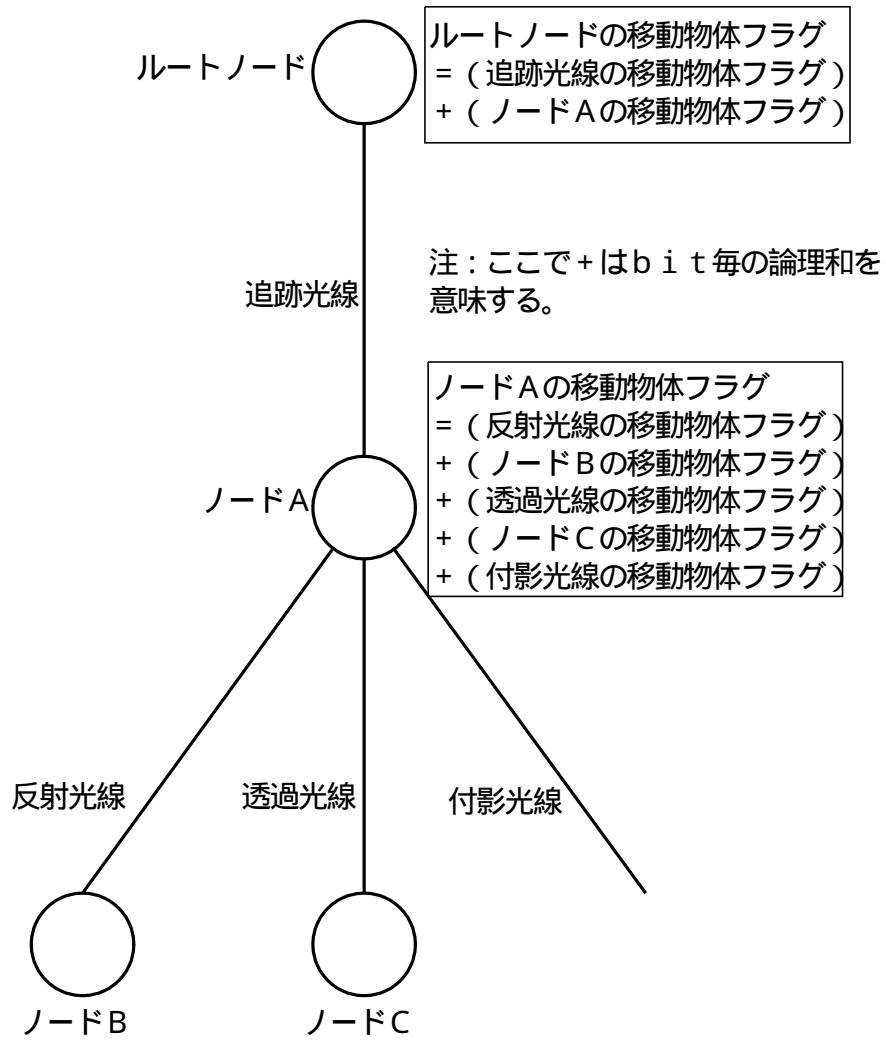 ルートノード
ルートノードの移動物体フラグ
=(追跡光線の移動物体フラグ)
+(ノードAの移動物体フラグ)
注:ここで+はbit毎の論理和を
意味する。
追跡光線
ノードAの移動物体フラグ
=(反射光線の移動物体フラグ)
+(ノードBの移動物体フラグ)
+(透過光線の移動物体フラグ)
+(ノードCの移動物体フラグ)
+(付影光線の移動物体フラグ)
ノードA
反射光線
透過光線
付影光線
ノードB
ノードC